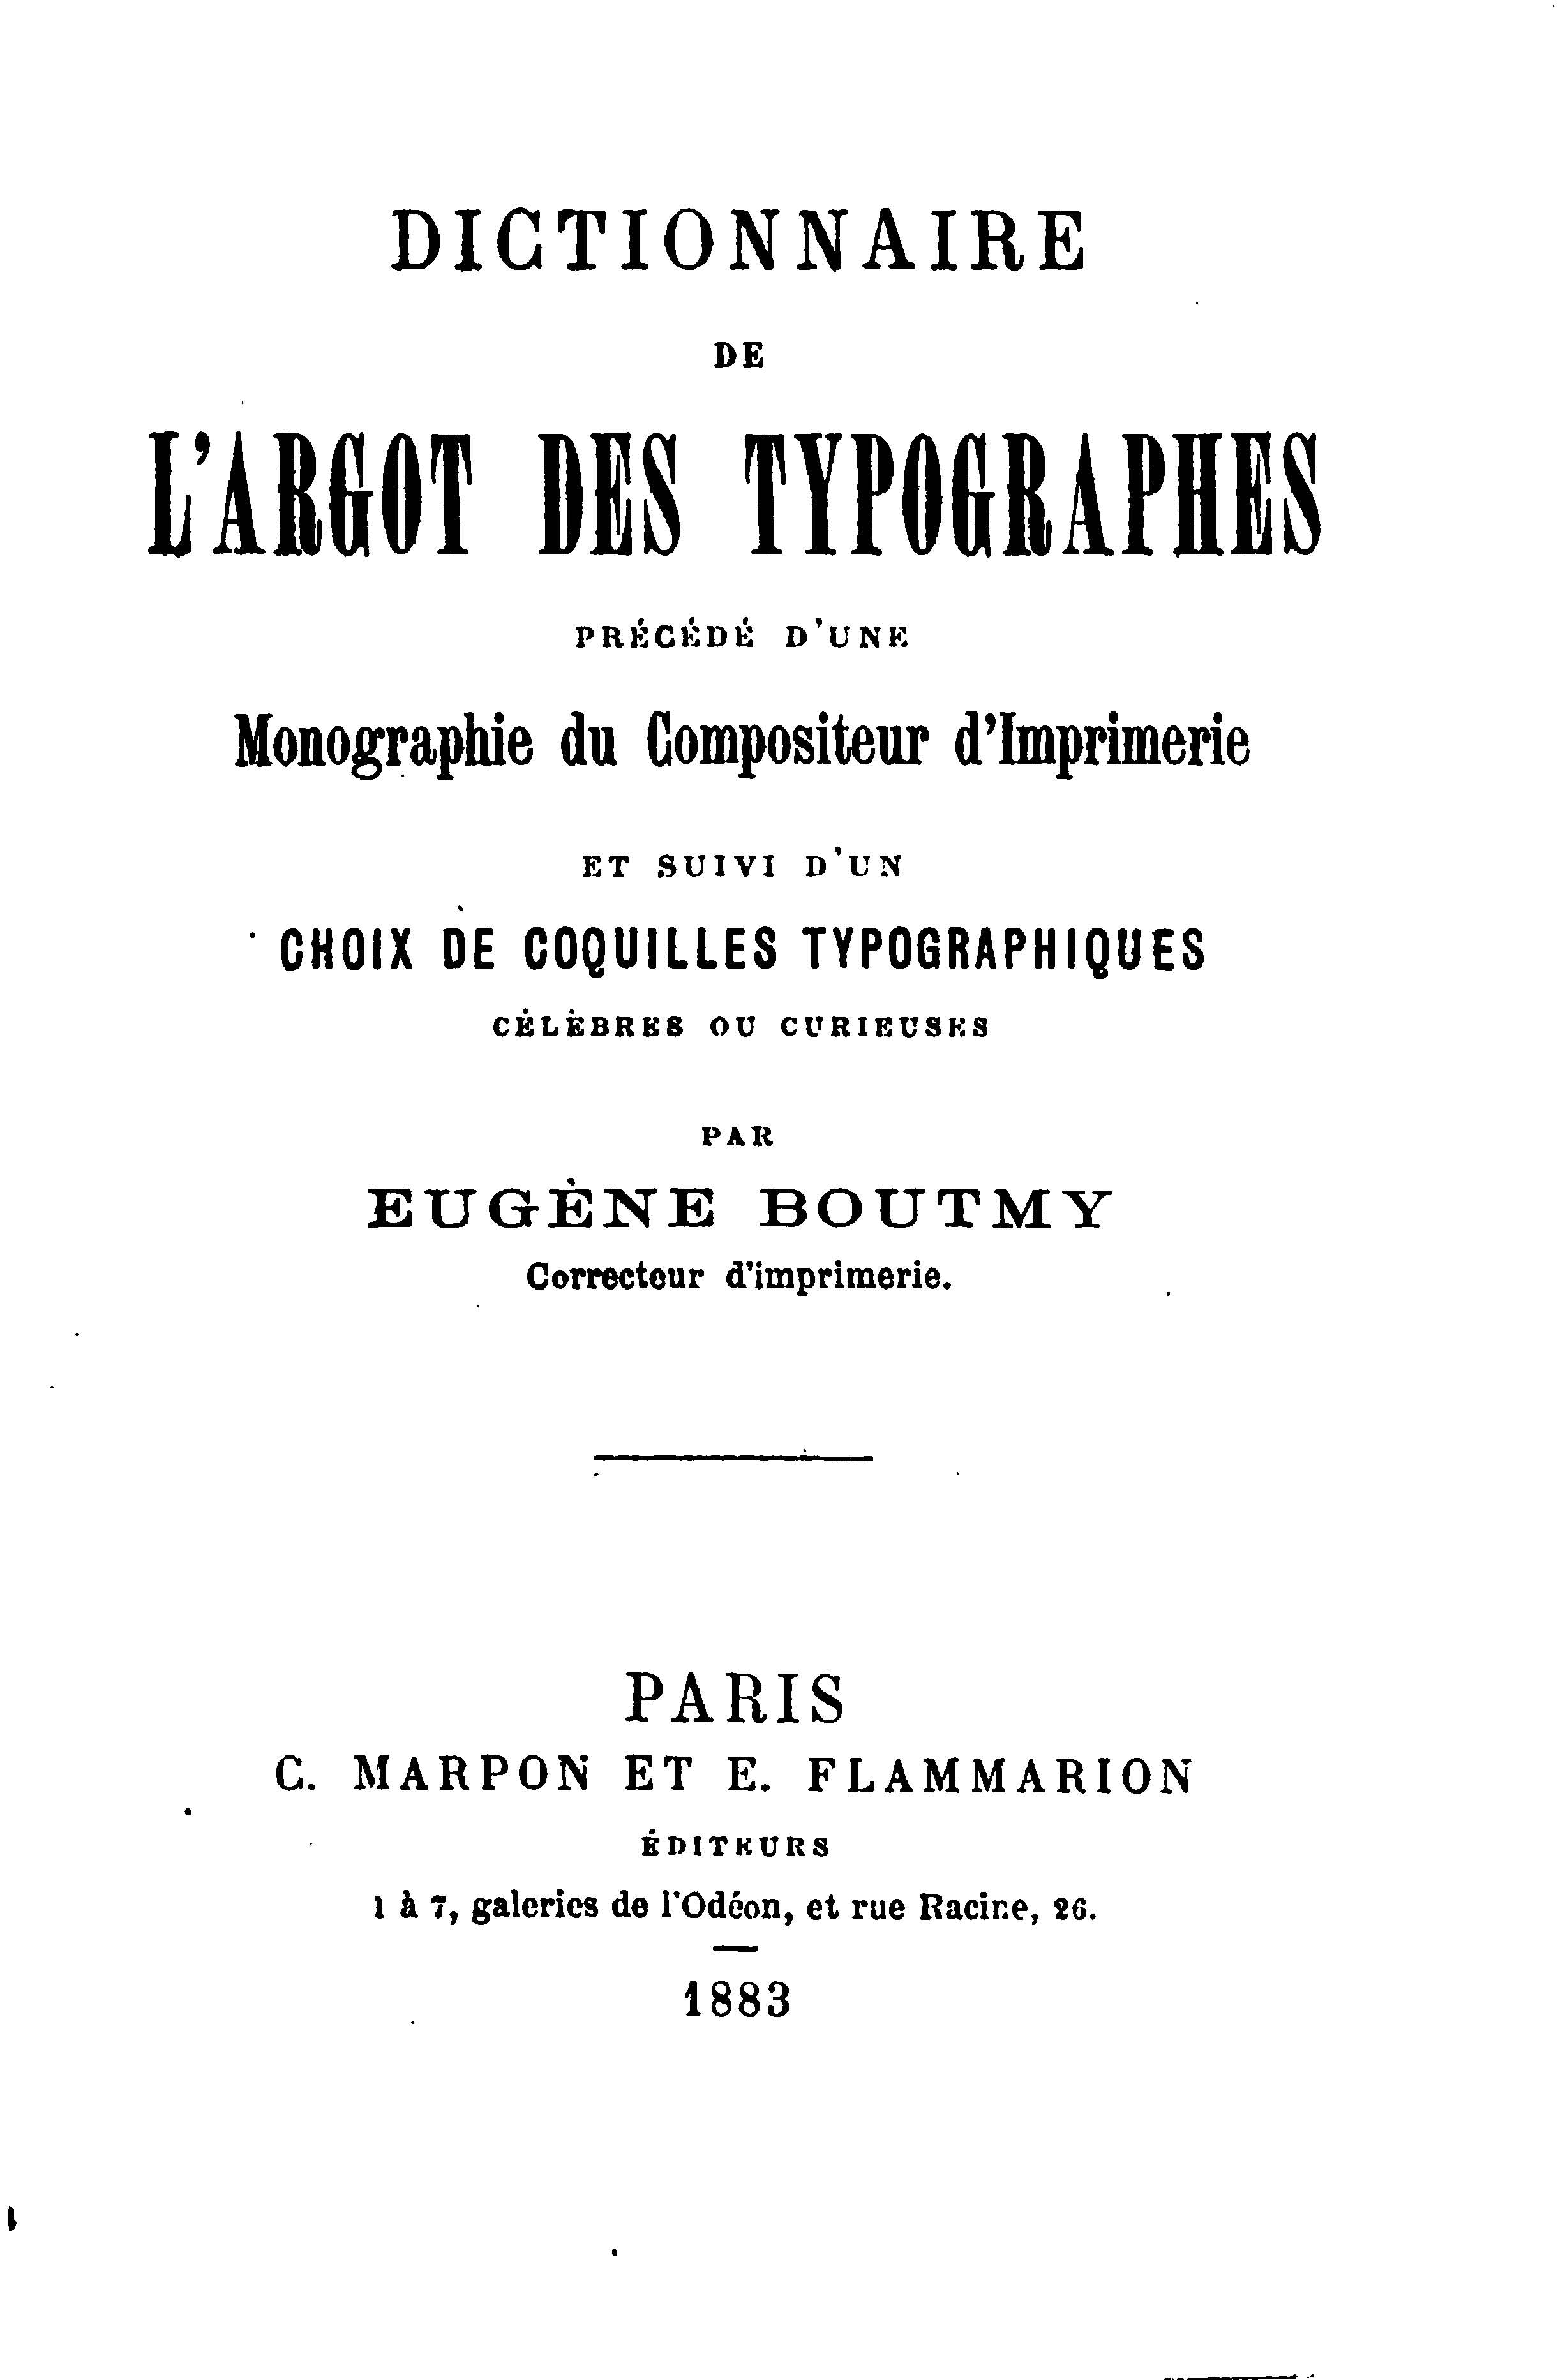 DICTIONNAIRE
DE
L'ARGOT DES TYPOGRAPHES
PRÉCÉDÉ D'UNE
Monographie du Compositeur d'Imprimerie
ET SUIVI D'UN
CHOIX DE COQUILLES TYPOGRAPHIQUES
CÉLÈBRES OU CURIEUSES
PAR
EUGÈNE BOUTMY
Correcteur d'imprimerie.
PARIS
C. MARPON ET E. FLAMMARION
ÉDITEURS
1 à 7, galeries de l'Odéon, et rue Racine, 26.
1883